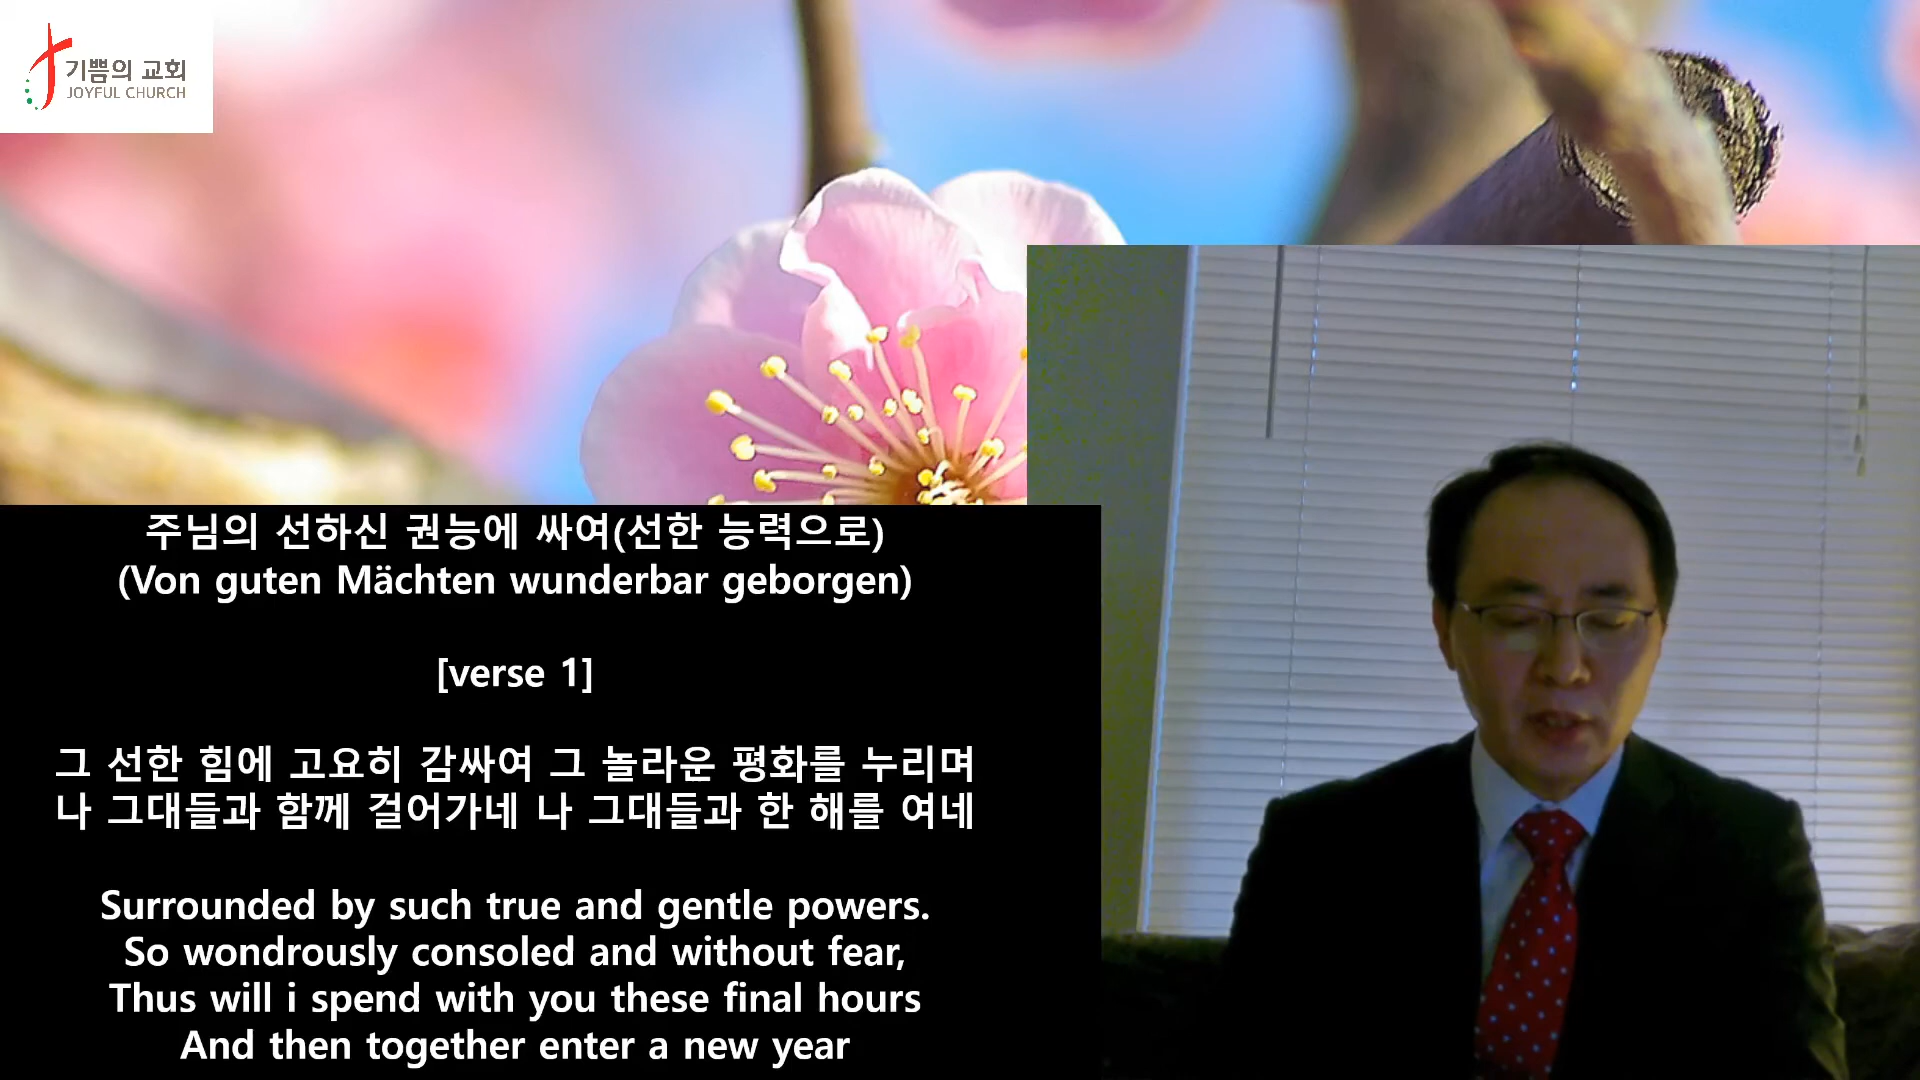 기쁨의 교회
JOYFUL CHURCH
주님의 선하신 권능에 싸여(선한 능력으로)
(Von guten Mächten wunderbar geborgen)
[verse 1]
그 선한 힘에 고요히 감싸여 그 놀라운 평화를 누리며
나 그대들과 함께 걸어가네 나 그대들과 한 해를 여네
Surrounded by such true and gentle powers.
So wondrously consoled and without fear,
Thus will i spend with you these final hours
And then together enter a new year